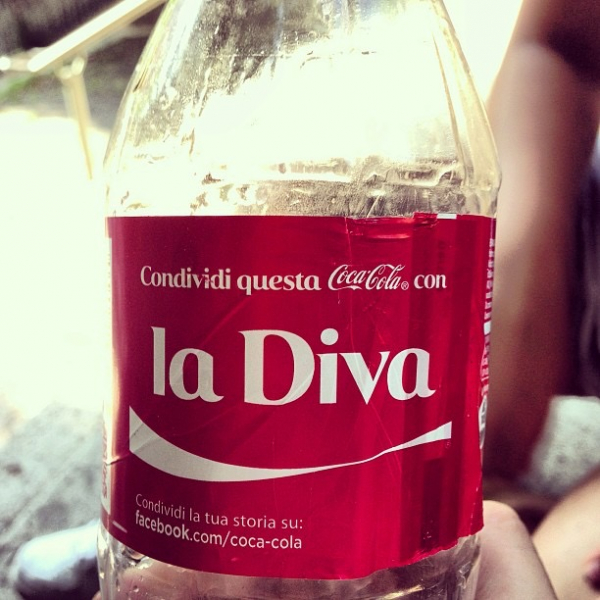 Condividi questa Coca-Cola® con
la Diva
Condividi la tua storia su:
facebook.com/coca-cola